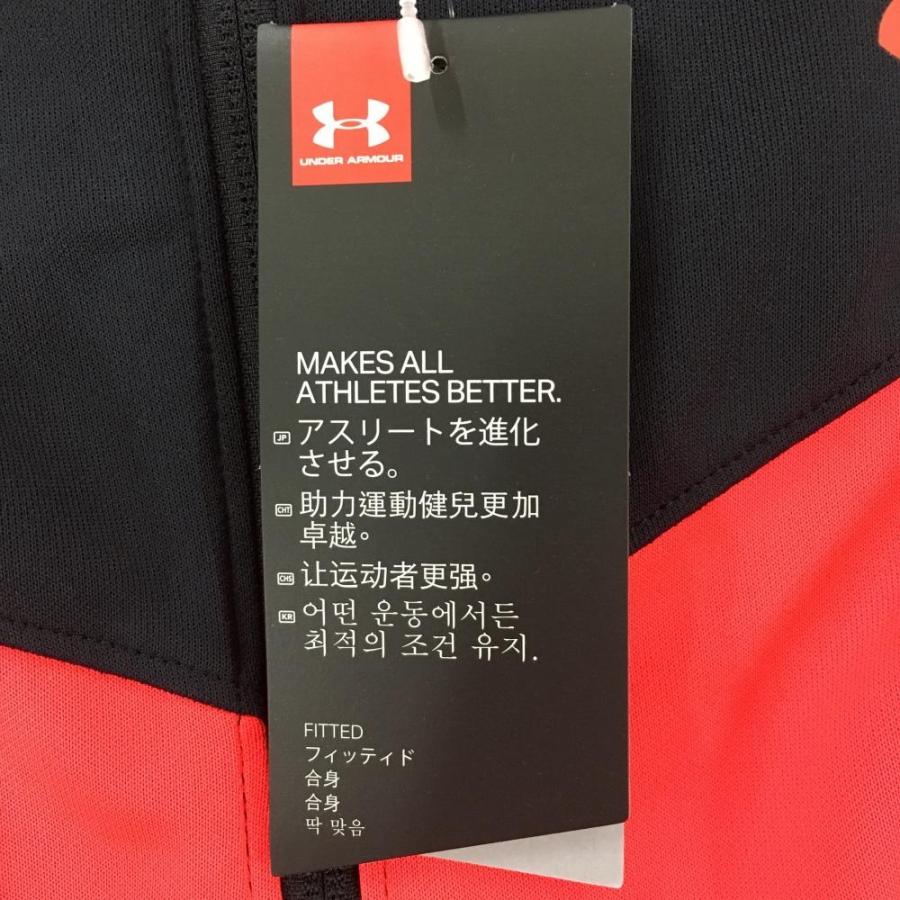 UNDER ARMOUR
MAKES ALL
ATHLETES BETTER.
JP アスリートを進化
させる。
CHT 助力運動健兒更加
卓越。
CHS 让运动者更强。
KR 어떤 운동에서든
최적의 조건 유지.
FITTED
フィッティド
合身
合身
딱 맞음